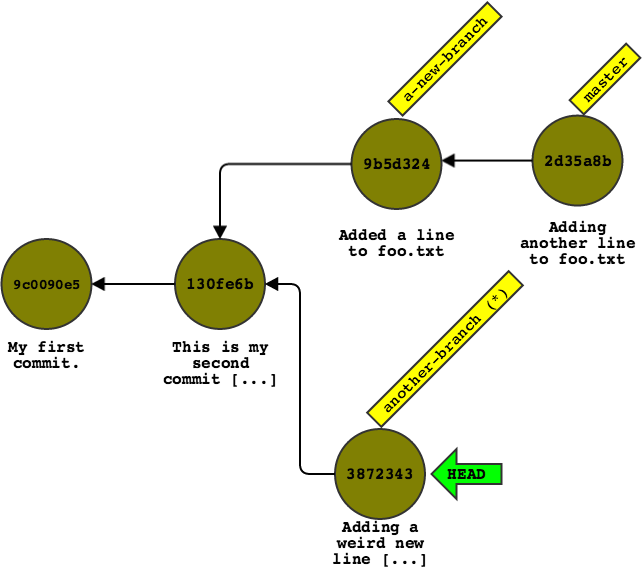 a-new-branch
master
9b5d324
2d35a8b
Added a line
to foo.txt
Adding
another line
to foo.txt
9c0090e5
130fe6b
My first
commit.
This is my
second
commit [...]
another-branch (*)
3872343
HEAD
Adding a
weird new
line [...]